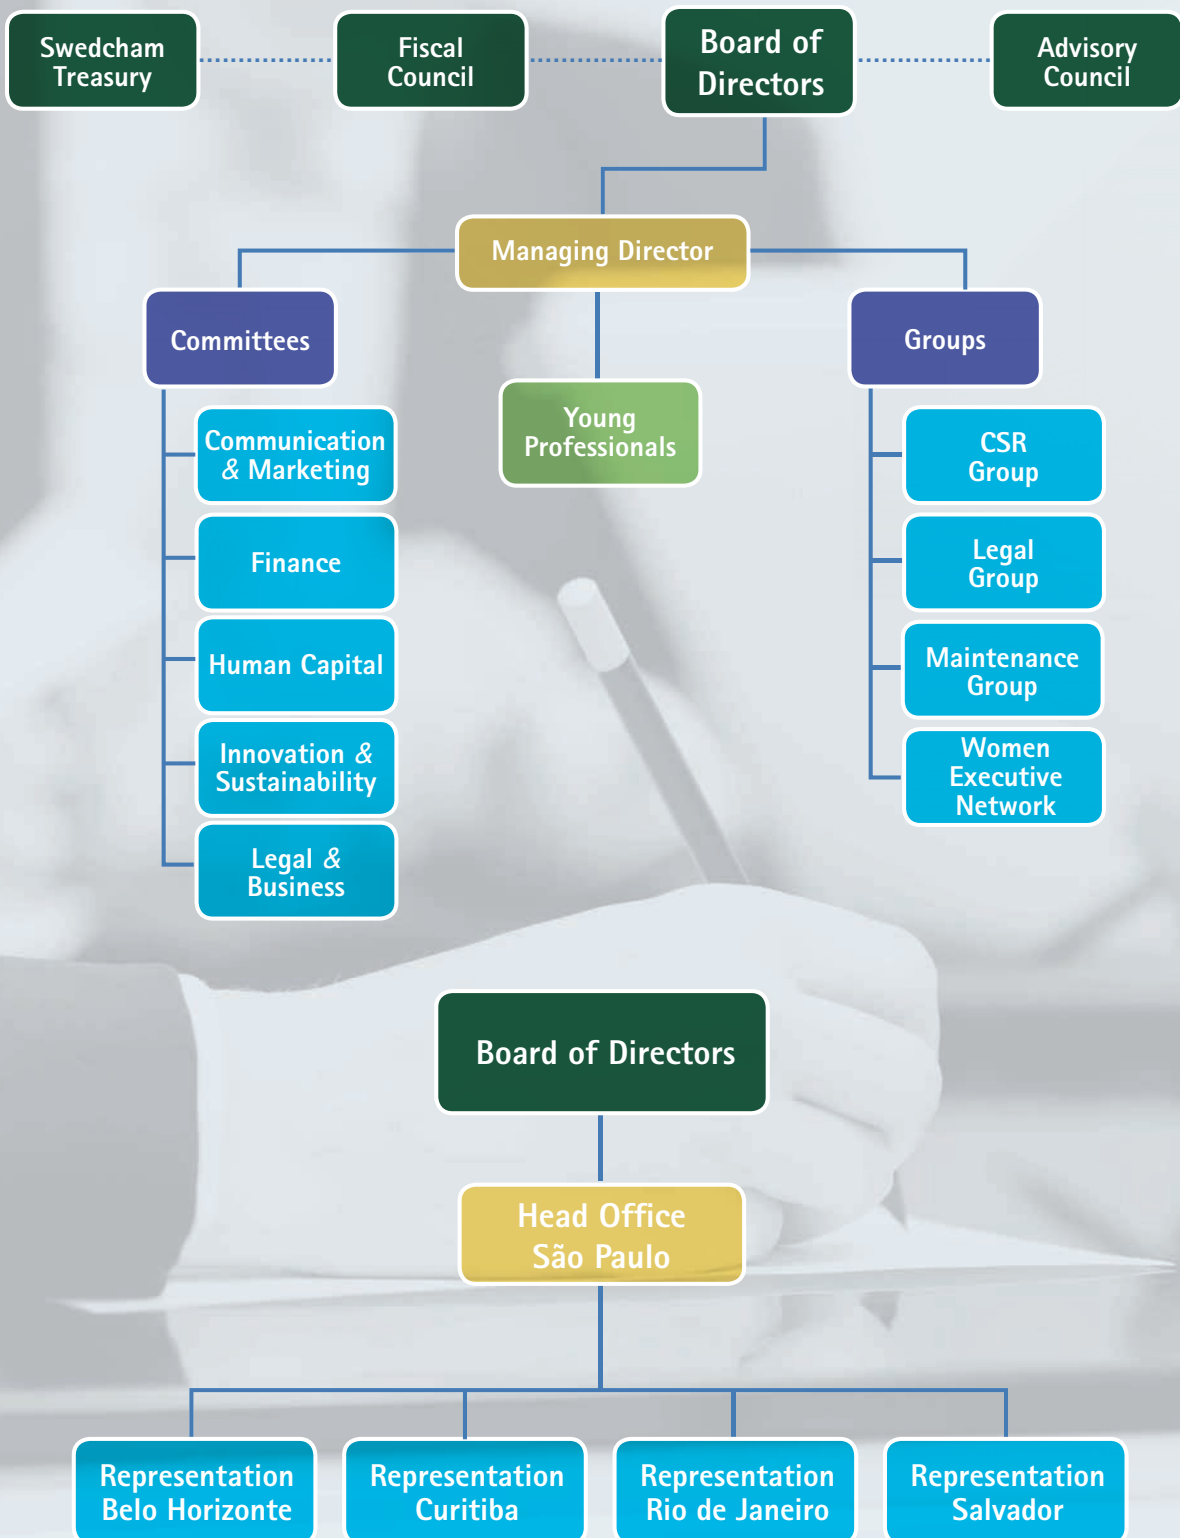 Swedcham
Treasury
Fiscal
Council
Board of
Directors
Advisory
Council
Managing Director
Committees
Groups
Young
Professionals
Communication
& Marketing
Finance
Human Capital
Innovation &
Sustainability
Legal &
Business
CSR
Group
Legal
Group
Maintenance
Group
Women
Executive
Network
Board of Directors
Head Office
São Paulo
Representation
Belo Horizonte
Representation
Curitiba
Representation
Rio de Janeiro
Representation
Salvador